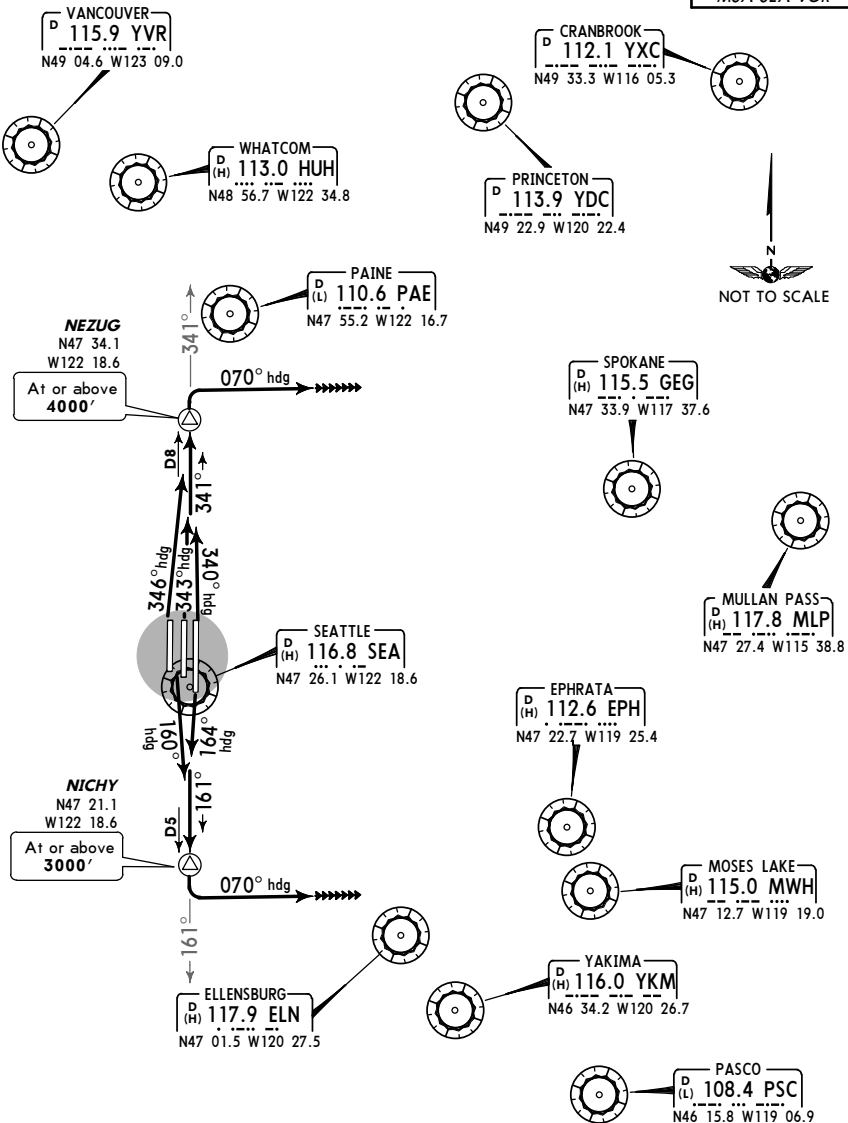 MSA SEA VOR
VANCOUVER
D 115.9 YVR
N49 04.6 W123 09.0
CRANBROOK
D 112.1 YXC
N49 33.3 W116 05.3
WHATCOM
D
(H) 113.0 HUH
N48 56.7 W122 34.8
PRINCETON
D 113.9 YDC
N49 22.9 W120 22.4
N
NOT TO SCALE
PAINE
D
(L) 110.6 PAE
N47 55.2 W122 16.7
NEZUG
N47 34.1
W122 18.6
At or above
4000'
341°
070° hdg
D8
341°
346° hdg
343° hdg
340° hdg
SPOKANE
D
(H) 115.5 GEG
N47 33.9 W117 37.6
MULLAN PASS
D
(H) 117.8 MLP
N47 27.4 W115 38.8
SEATTLE
D
(H) 116.8 SEA
N47 26.1 W122 18.6
160° hdg
164° hdg
EPHRATA
D
(H) 112.6 EPH
N47 22.7 W119 25.4
NICHY
N47 21.1
W122 18.6
At or above
3000'
D5
161°
070° hdg
161°
MOSES LAKE
D
(H) 115.0 MWH
N47 12.7 W119 19.0
ELLENSBURG
D
(H) 117.9 ELN
N47 01.5 W120 27.5
YAKIMA
D
(H) 116.0 YKM
N46 34.2 W120 26.7
PASCO
D
(L) 108.4 PSC
N46 15.8 W119 06.9